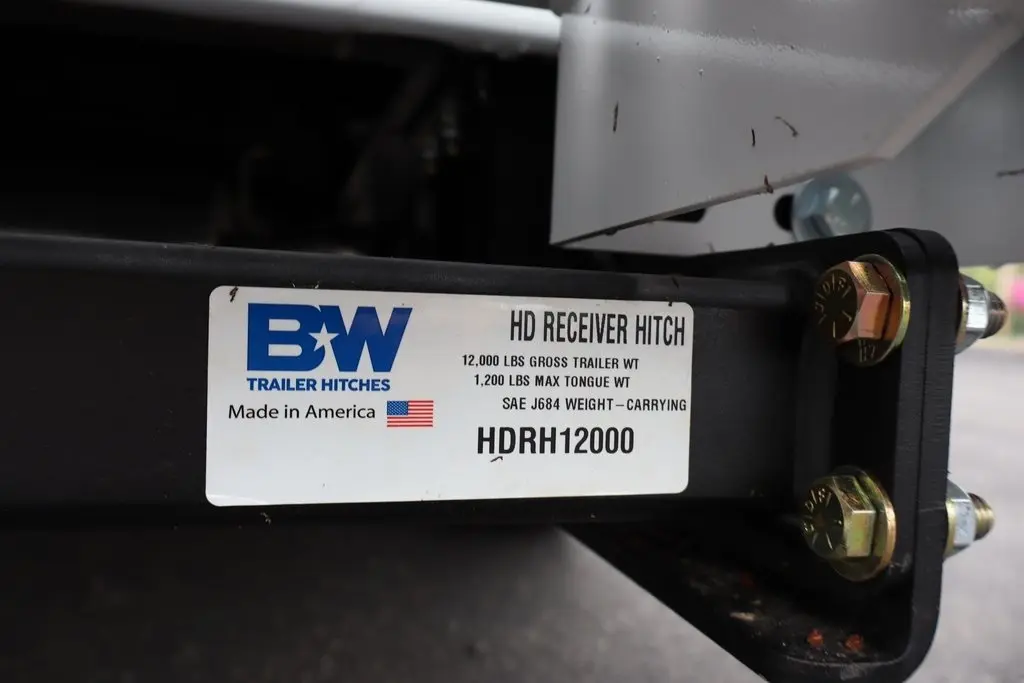 B★W
TRAILER HITCHES
Made in America
HD RECEIVER HITCH
12,000 LBS GROSS TRAILER WT
1,200 LBS MAX TONGUE WT
SAE J684 WEIGHT-CARRYING
HDRH12000